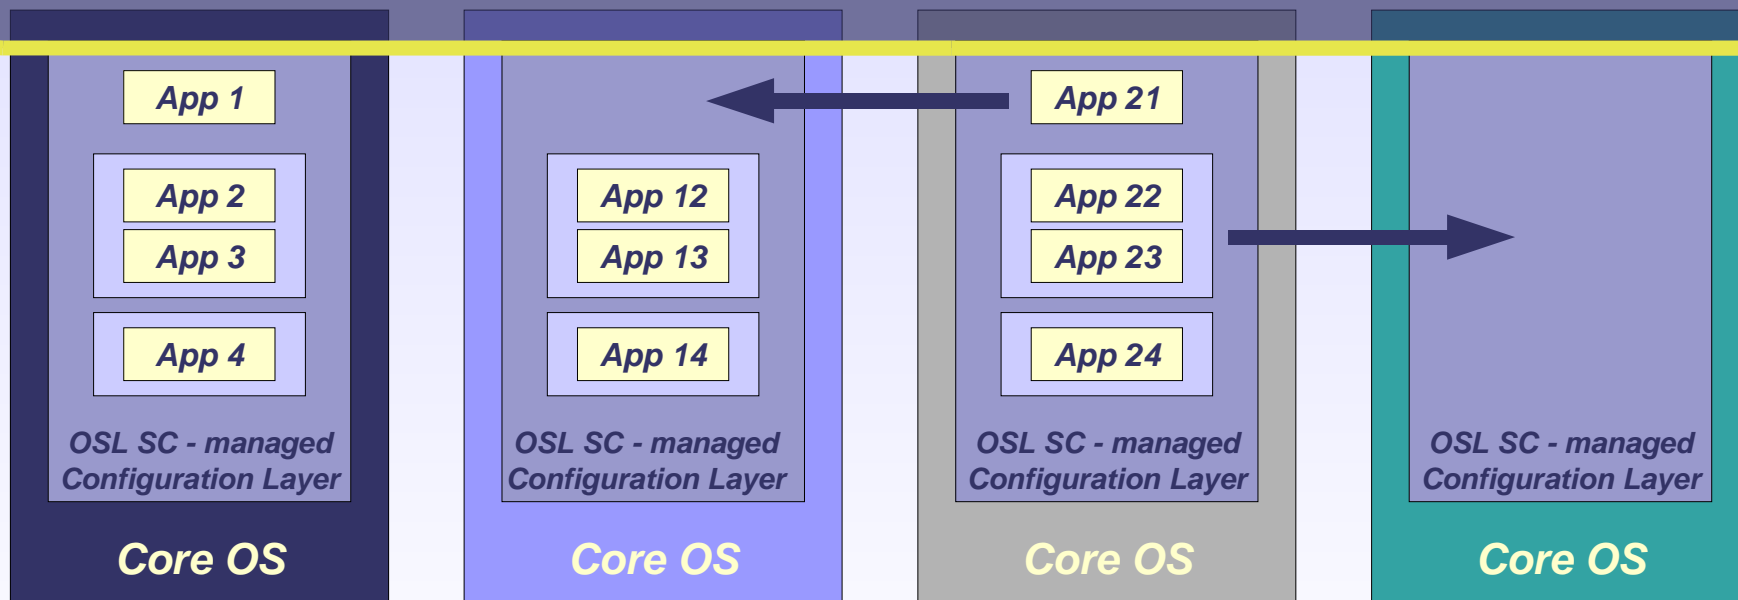 App 1
App 2
App 3
App 4
OSL SC - managed
Configuration Layer
Core OS
App 12
App 13
App 14
OSL SC - managed
Configuration Layer
Core OS
App 21
App 22
App 23
App 24
OSL SC - managed
Configuration Layer
Core OS
OSL SC - managed
Configuration Layer
Core OS